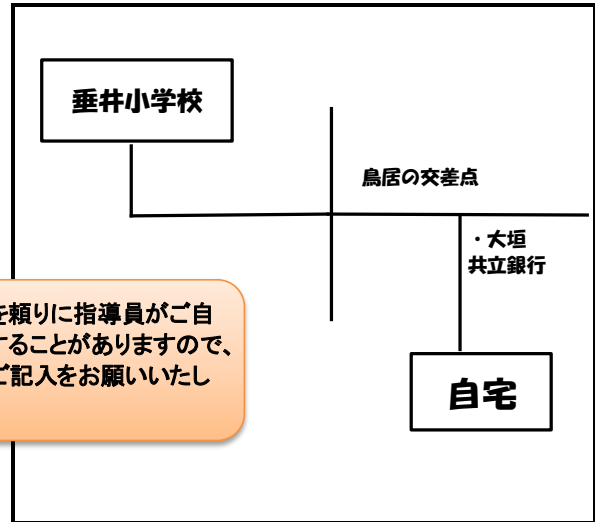 垂井小学校
鳥居の交差点
・大垣
共立銀行
を頼りに指導員がご自
することがありますので、
ご記入をお願いいたし
自宅